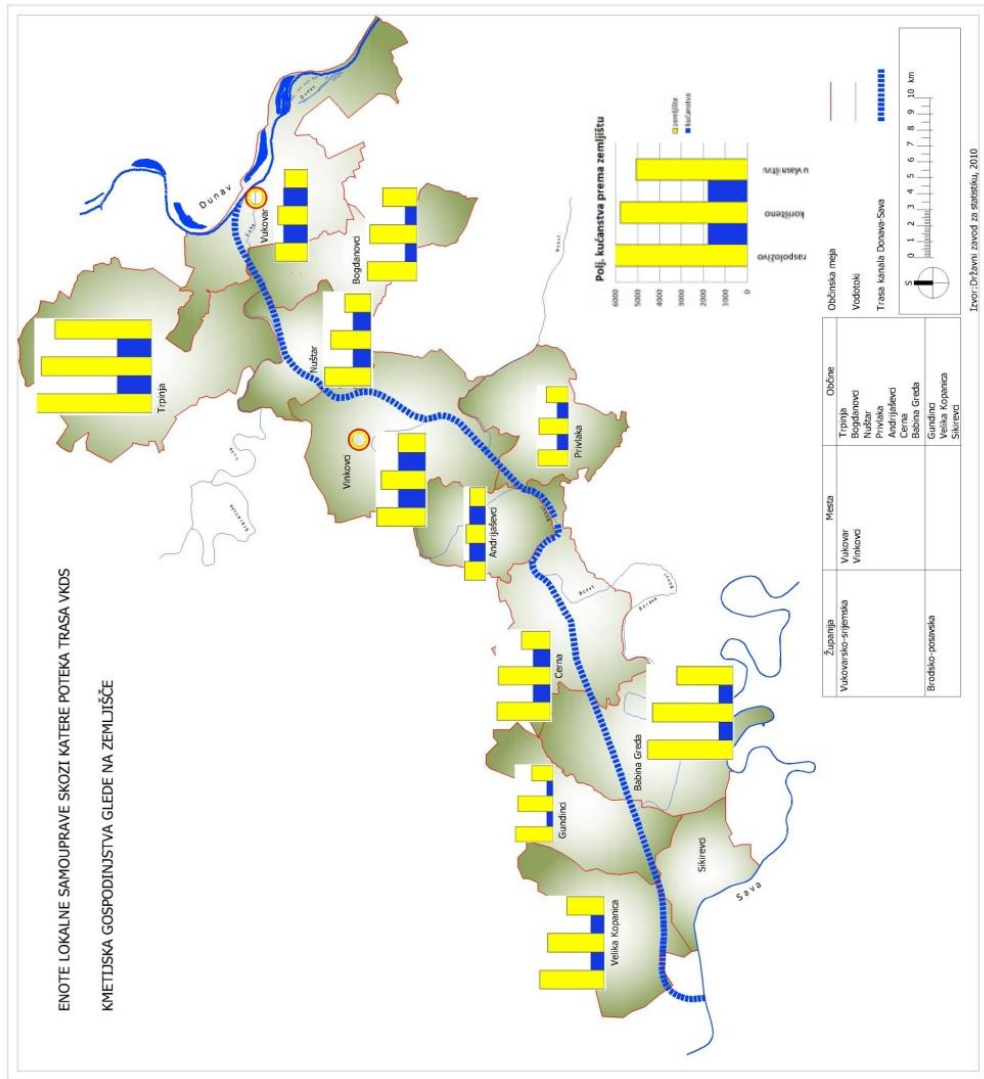 ENOTE LOKALNE SAMOUPRAVE SKOZI KATERE POTEKA TRASA VKDS
KMETIJSKA GOSPODINJSTVA GLEDE NA ZEMLJIŠČE
Dunav
Dunav
Vukovar
Trpinja
Bogdanovci
Nuštar
Vinkovci
Privlaka
Andrijaševci
Cerna
Bosut
Bosut
Babina Greda
Gundinci
Velika Kopanica
Sikirevci
Sava
Polj. kućanstva prema zemljištu
6000
5000
4000
3000
2000
1000
0
raspoloživo
korišteno
u vlasništvu
zemljište
kućanstva
Županija Mesta Občine
Vukovarsko-srijemska Vukovar Trpinja
Vinkovci Bogdanovci
Nuštar
Privlaka
Andrijaševci
Cerna
Babina Greda
Brodsko-posavska Gundinci
Velika Kopanica
Sikirevci
Občinska meja
Vodotoki
Trasa kanala Donava-Sava
S
0 1 2 3 4 5 6 7 8 9 10 km
Izvor:Državni zavod za statistiku, 2010